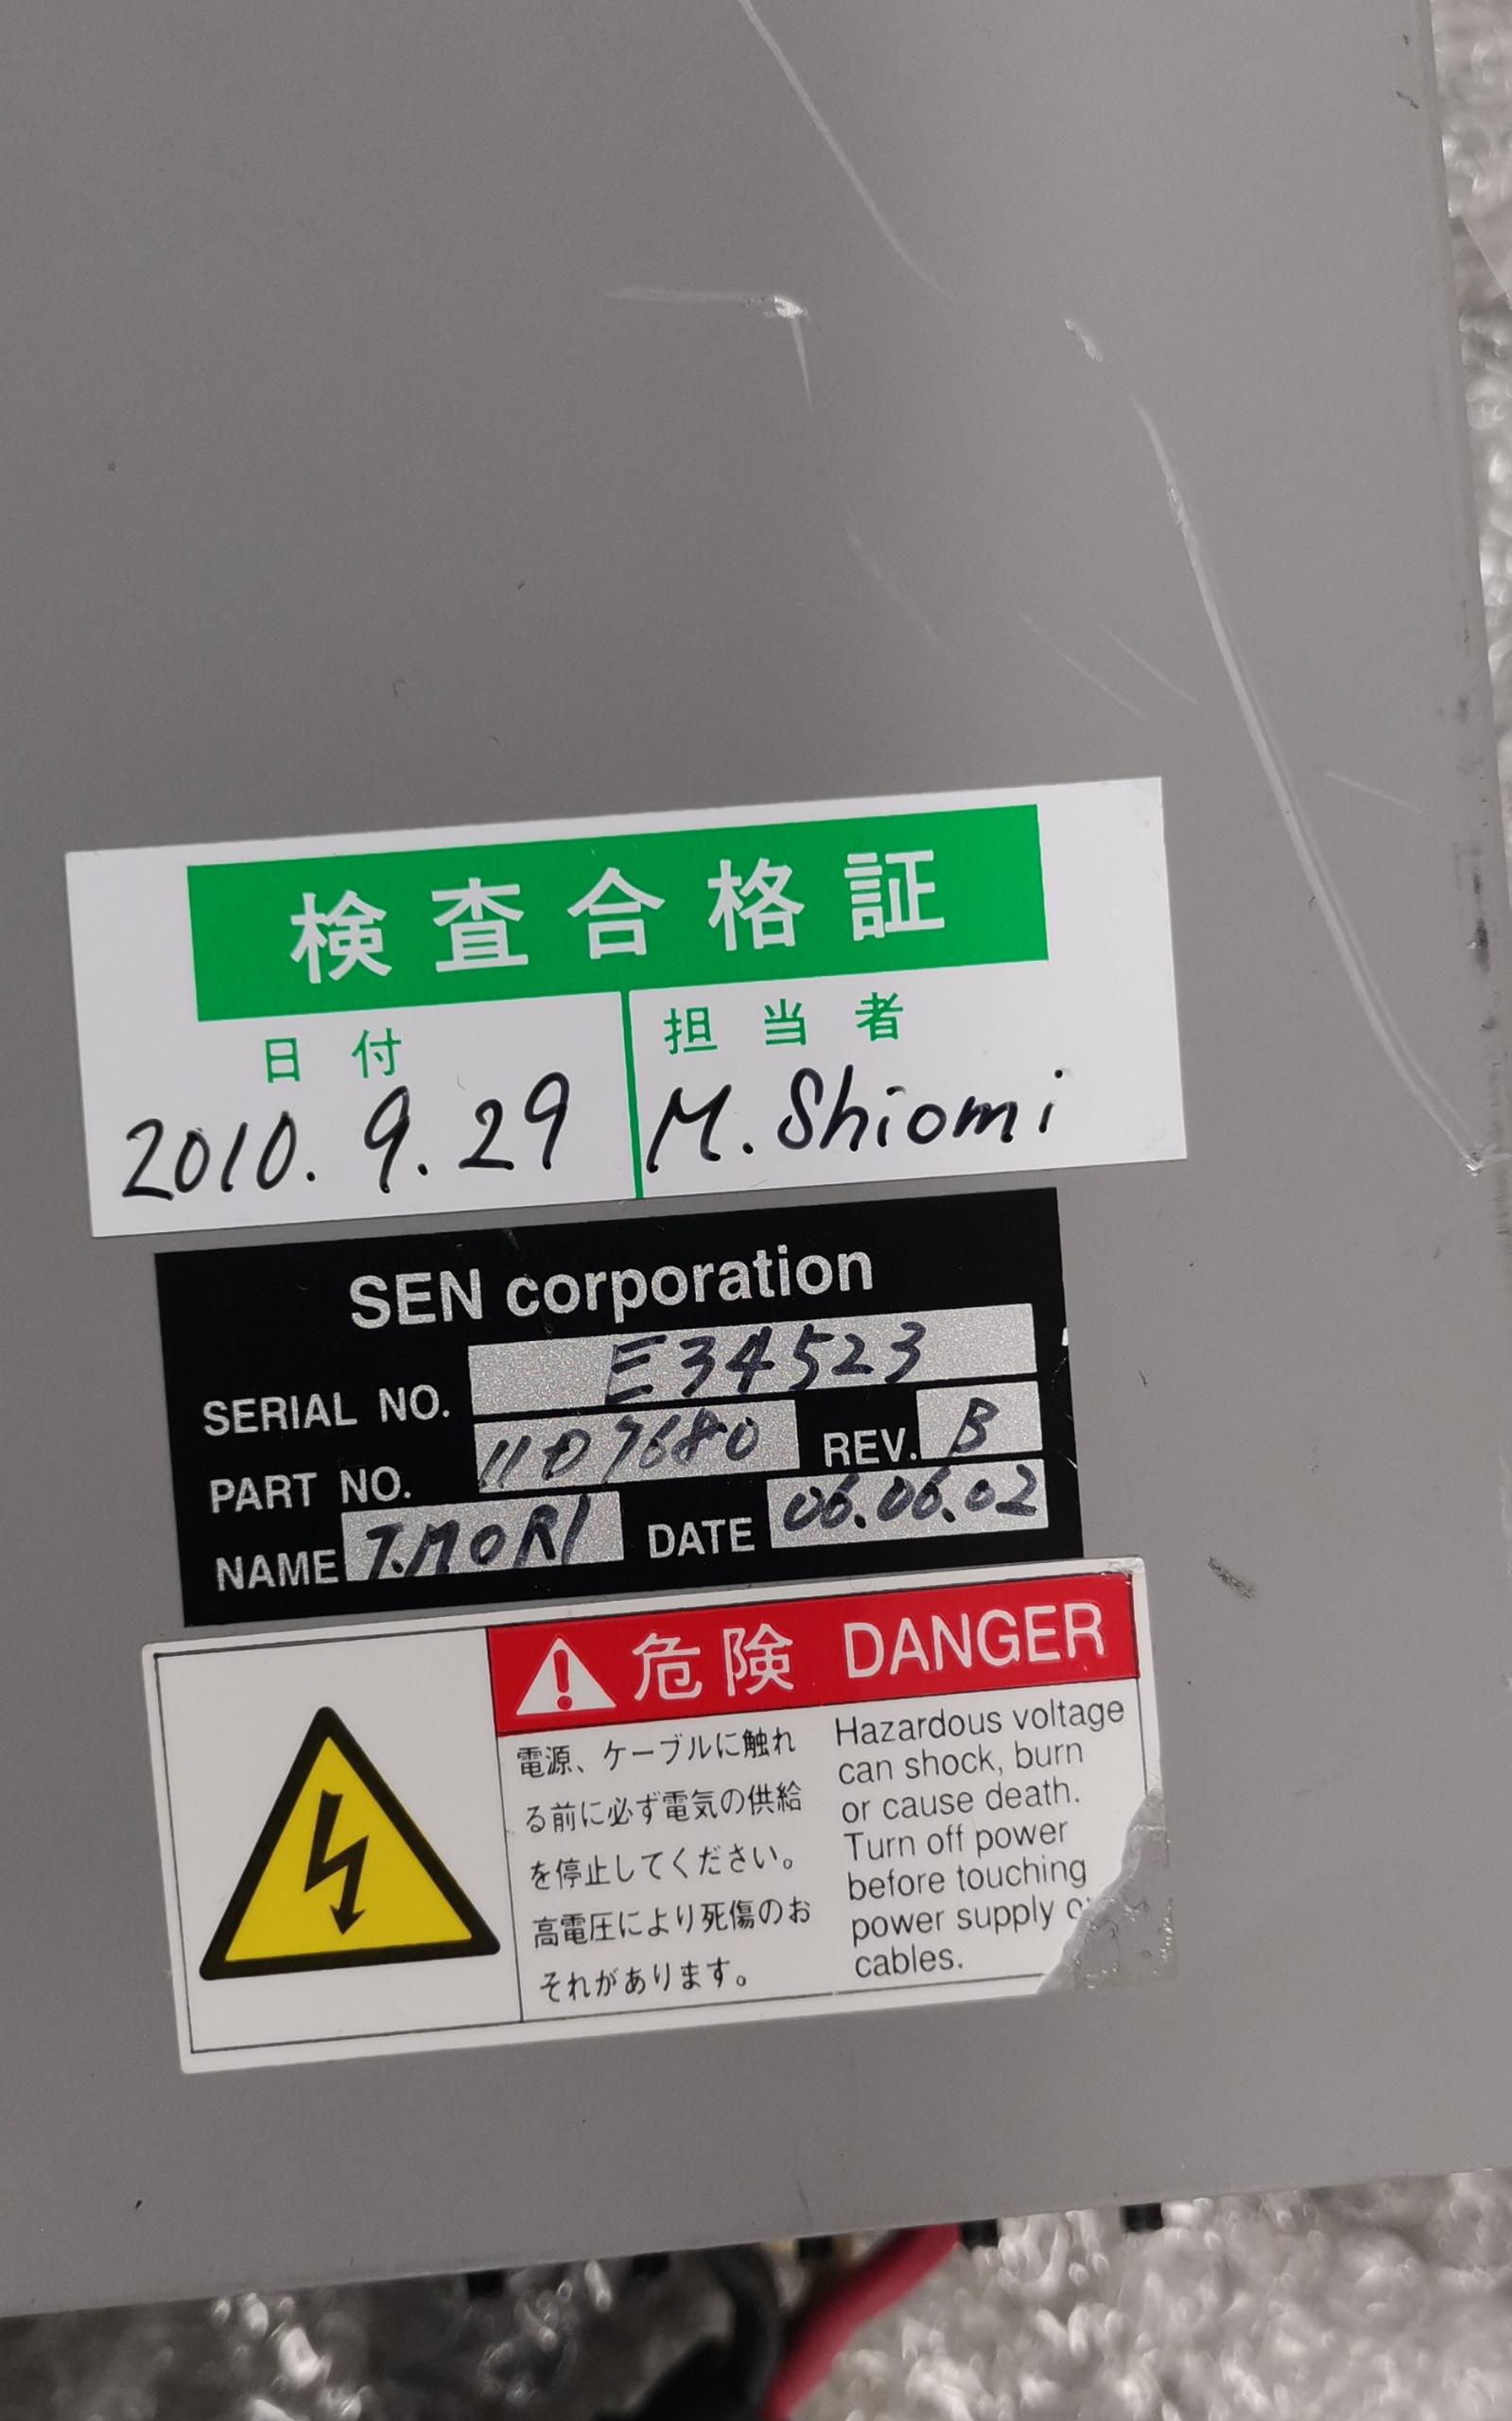 検査合格証
日付 担当者
2010. 9. 29 M. Shiomi
SEN corporation
SERIAL NO. E34523
PART NO. 11D7680 REV. B
NAME T.MORI DATE 06.06.02
危険 DANGER
電源、ケーブルに触れ
る前に必ず電気の供給
を停止してください。
高電圧により死傷のお
それがあります。
Hazardous voltage
can shock, burn
or cause death.
Turn off power
before touching
power supply o
cables.